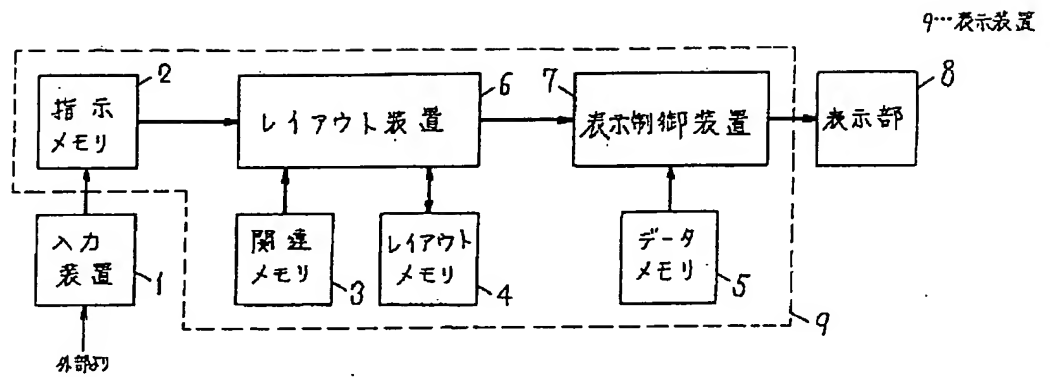 9…表示装置
2
指示
メモリ
6
レイアウト装置
7
表示制御装置
8
表示部
入力
装置
1
関連
メモリ
3
レイアウト
メモリ
4
データ
メモリ
5
9
外部より